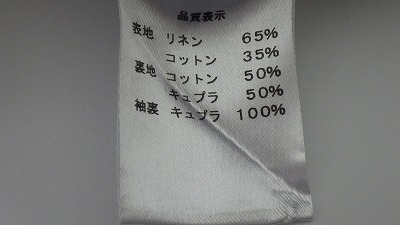 品質表示
表地 リネン 65%
コットン 35%
裏地 コットン 50%
キュプラ 50%
袖裏 キュプラ 100%